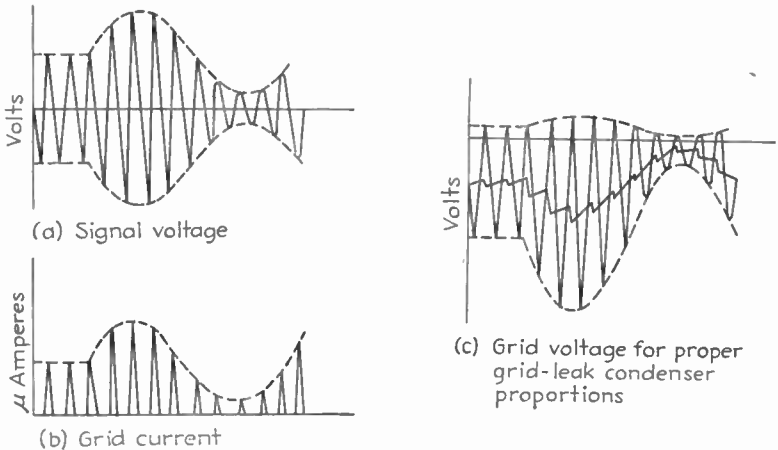 Volts
(a) Signal voltage
μ Amperes
(b) Grid current
Volts
(c) Grid voltage for proper
grid-leak condenser
proportions